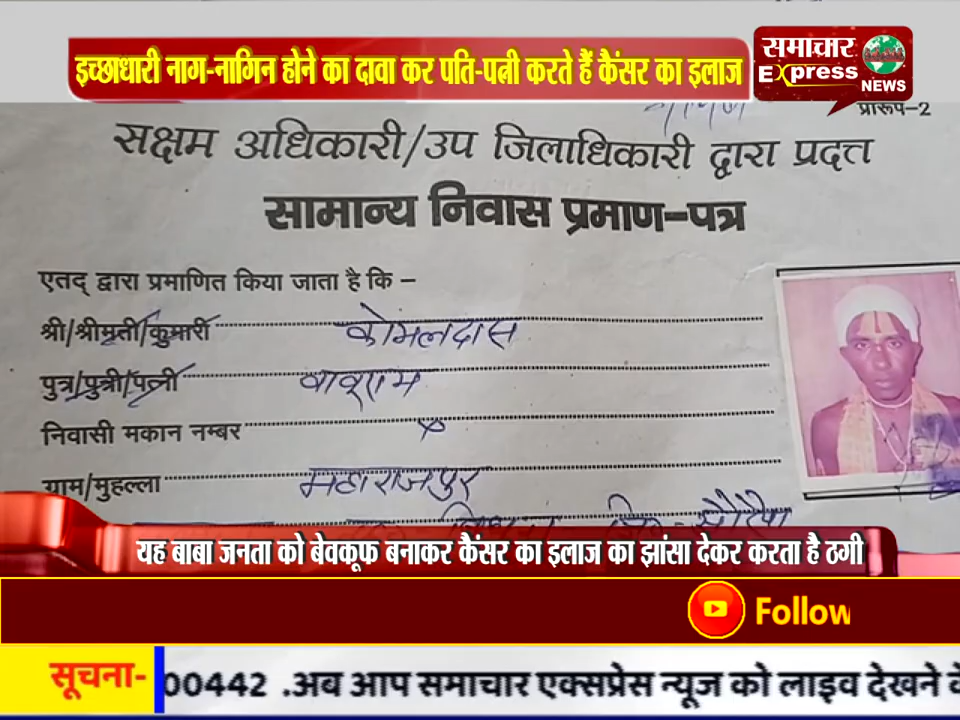 इच्छाधारी नाग-नागिन होने का दावा कर पति-पत्नी करते हैं कैंसर का इलाज
समाचार
Express
NEWS
प्रारूप-2
सक्षम अधिकारी/उप जिलाधिकारी द्वारा प्रदत्त
सामान्य निवास प्रमाण-पत्र
एतद् द्वारा प्रमाणित किया जाता है कि -
श्री/श्रीमती/कुमारी कोमलदास
पुत्र/पुत्री/पत्नी बाबूराम
निवासी मकान नम्बर ×
ग्राम/मुहल्ला महाराजपुर
यह बाबा जनता को बेवकूफ बनाकर कैंसर का इलाज का झांसा देकर करता है ठगी
Follow
सूचना- 00442 .अब आप समाचार एक्सप्रेस न्यूज को लाइव देखने के